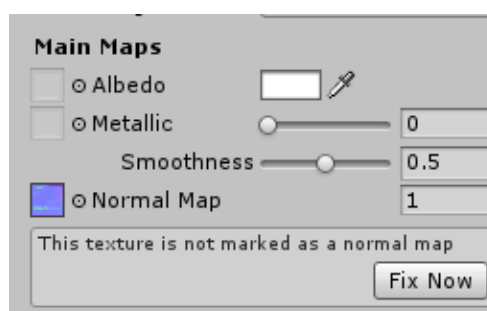 Main Maps
Albedo
Metallic 0
Smoothness 0.5
Normal Map 1
This texture is not marked as a normal map
Fix Now